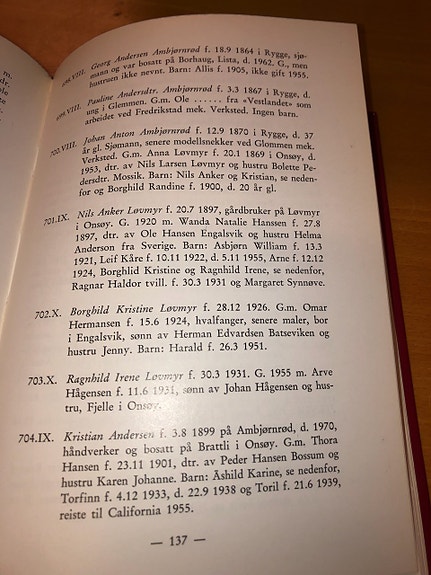 698.VIII. Georg Andersen Ambjørnrød f. 18.9 1864 i Rygge, sjø-
mann og var bosatt på Borhaug, Lista, d. 1962. G., men
hustruen ikke nevnt. Barn: Allis f. 1905, ikke gift 1955.
699.VIII. Pauline Andersdtr. Ambjørnrød f. 3.3 1867 i Rygge, d.
ung i Glemmen. G.m. Ole ...... fra «Vestlandet» som
arbeidet ved Fredrikstad mek. Verksted. Ingen barn.
700.VIII. Johan Anton Ambjørnrød f. 12.9 1870 i Rygge, d. 37
år gl. Sjømann, senere modellsnekker ved Glommen mek.
Verksted. G.m. Anna Løvmyr f. 20.1 1869 i Onsøy, d.
1953, dtr. av Nils Larsen Løvmyr og hustru Bolette Pe-
dersdtr. Mossik. Barn: Nils Anker og Kristian, se neden-
for og Borghild Randine f. 1900, d. 20 år gl.
701.IX. Nils Anker Løvmyr f. 20.7 1897, gårdbruker på Løvmyr
i Onsøy. G. 1920 m. Wanda Natalie Hanssen f. 27.8
1897, dtr. av Ole Hansen Engalsvik og hustru Helma
Anderson fra Sverige. Barn: Asbjørn William f. 13.3
1921, Leif Kåre f. 10.11 1922, d. 5.11 1955, Arne f. 12.12
1924, Borghlid Kristine og Ragnhild Irene, se nedenfor,
Ragnar Haldor tvill. f. 30.3 1931 og Margaret Synnøve.
702.X. Borghild Kristine Løvmyr f. 28.12 1926. G.m. Omar
Hermansen f. 15.6 1924, hvalfanger, senere maler, bor
i Engalsvik, sønn av Herman Edvardsen Batseviken og
hustru Jenny. Barn: Harald f. 26.3 1951.
703.X. Ragnhild Irene Løvmyr f. 30.3 1931. G. 1955 m. Arve
Hågensen f. 11.6 1931, sønn av Johan Hågensen og hus-
tru, Fjelle i Onsøy.
704.IX. Kristian Andersen f. 3.8 1899 på Ambjørnrød, d. 1970,
håndverker og bosatt på Brattli i Onsøy. G.m. Thora
Hansen f. 23.11 1901, dtr. av Peder Hansen Bossum og
hustru Karen Johanne. Barn: Åshild Karine, se nedenfor,
Torfinn f. 4.12 1933, d. 22.9 1938 og Toril f. 21.6 1939,
reiste til California 1955.
— 137 —